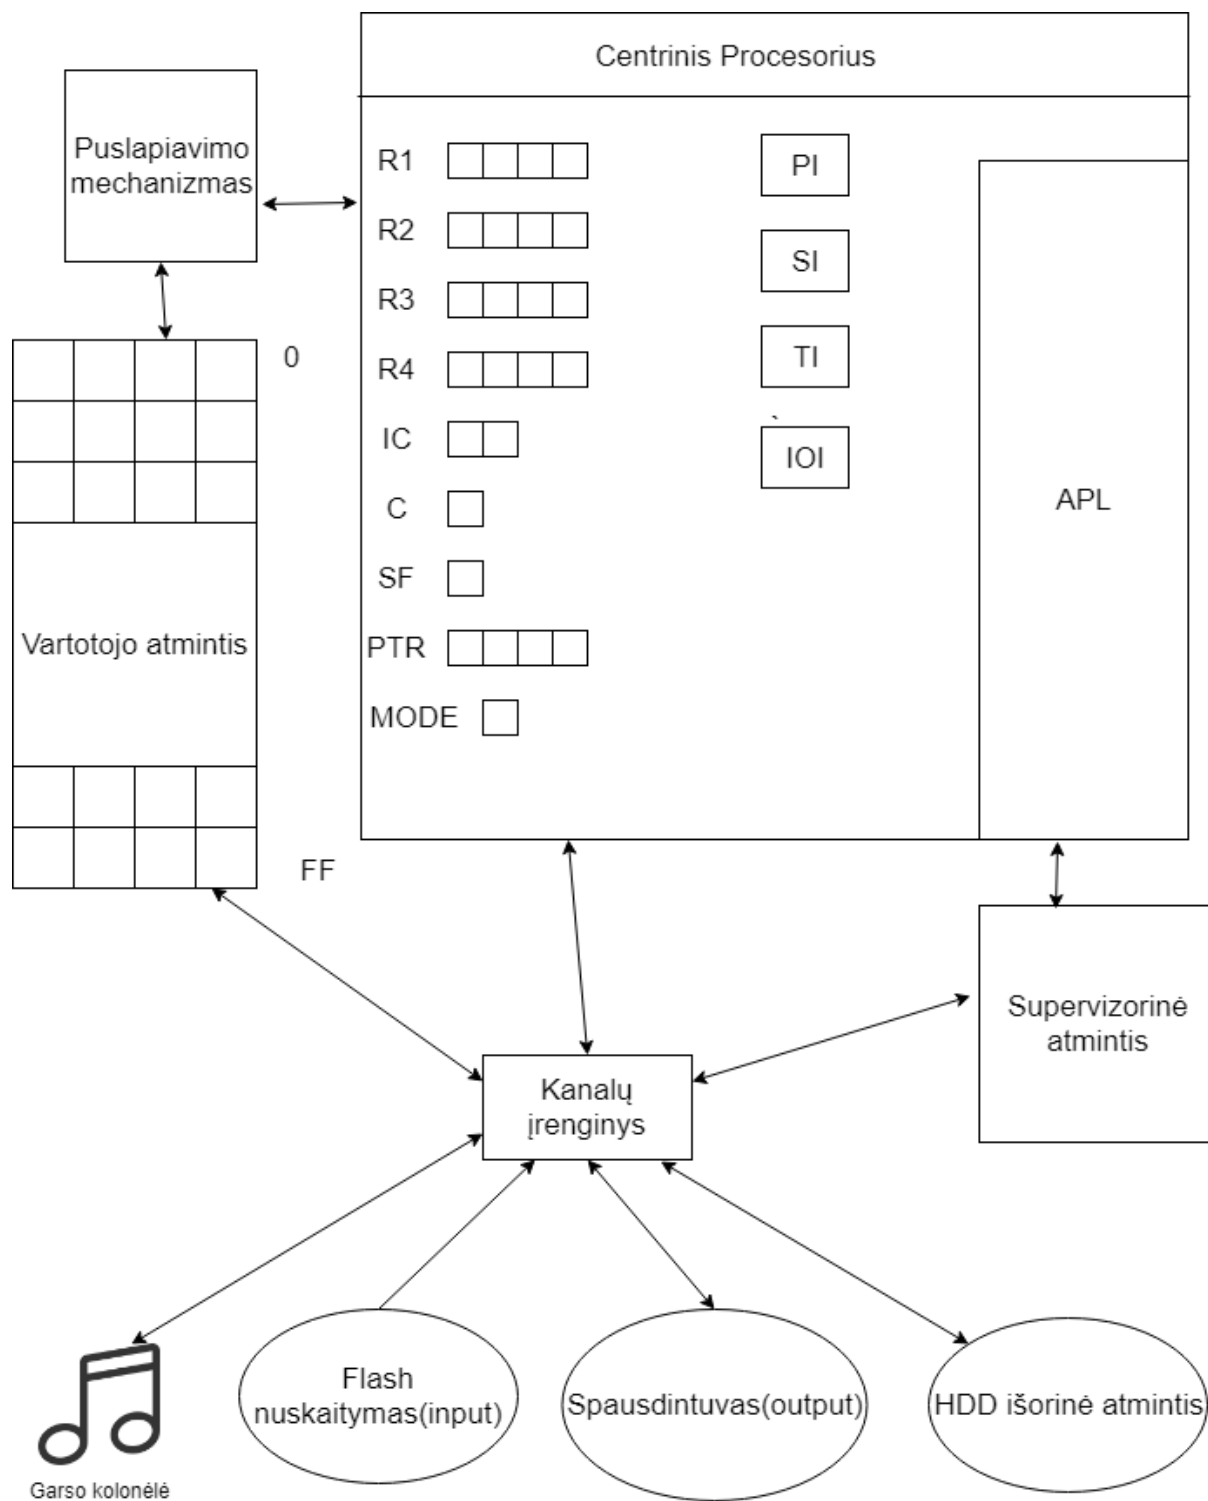 Centrinis Procesorius
Puslapiavimo
mechanizmas
R1
R2
R3
R4
IC
C
SF
PTR
MODE
PI
SI
TI
`
IOI
APL
0
Vartotojo atmintis
FF
Supervizorinė
atmintis
Kanalų
įrenginys
Garso kolonėlė
Flash
nuskaitymas(input)
Spausdintuvas(output)
HDD išorinė atmintis